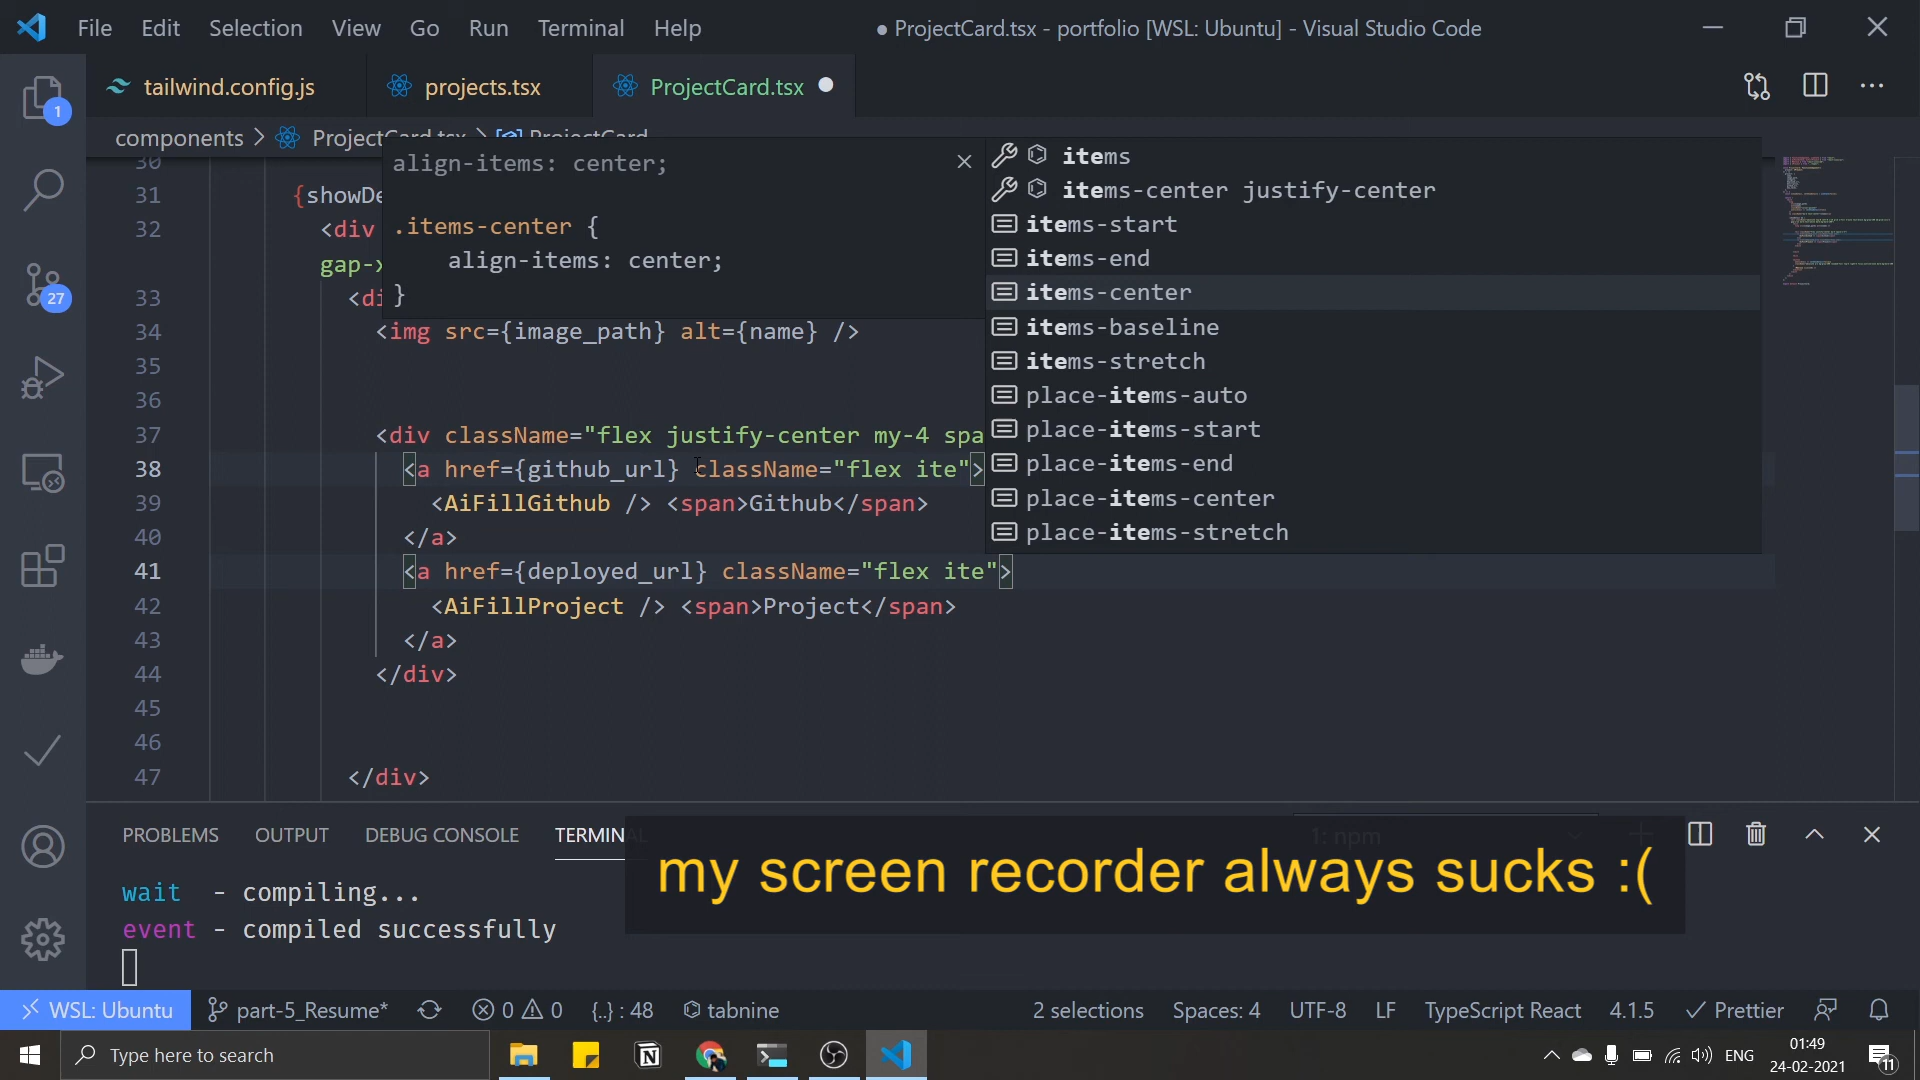 File Edit Selection View Go Run Terminal Help
● ProjectCard.tsx - portfolio [WSL: Ubuntu] - Visual Studio Code
tailwind.config.js projects.tsx ProjectCard.tsx
1
components > ProjectCard.tsx > ProjectCard
30
31 {showDe
32 <div
gap-x
33 <di
34 <img src={image_path} alt={name} />
35
36
37 <div className="flex justify-center my-4 spa
38 <a href={github_url} className="flex ite">
39 <AiFillGithub /> <span>Github</span>
40 </a>
41 <a href={deployed_url} className="flex ite">
42 <AiFillProject /> <span>Project</span>
43 </a>
44 </div>
45
46
47 </div>
align-items: center;
.items-center {
align-items: center;
}
items
items-center justify-center
items-start
items-end
items-center
items-baseline
items-stretch
place-items-auto
place-items-start
place-items-end
place-items-center
place-items-stretch
27
PROBLEMS OUTPUT DEBUG CONSOLE TERMINAL 1: npm
my screen recorder always sucks :(
wait - compiling...
event - compiled successfully
WSL: Ubuntu part-5_Resume* 0 0 {..} : 48 tabnine 2 selections Spaces: 4 UTF-8 LF TypeScript React 4.1.5 Prettier
Type here to search
ENG
01:49
24-02-2021
11